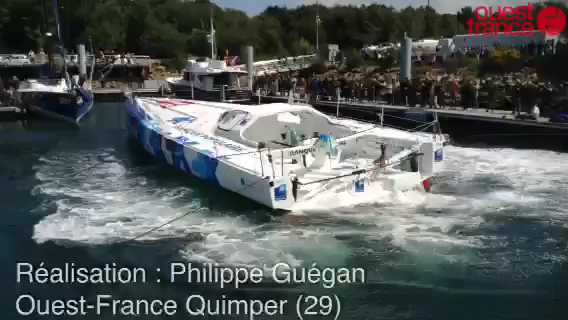 ouest france
Réalisation : Philippe Guégan
Ouest-France Quimper (29)